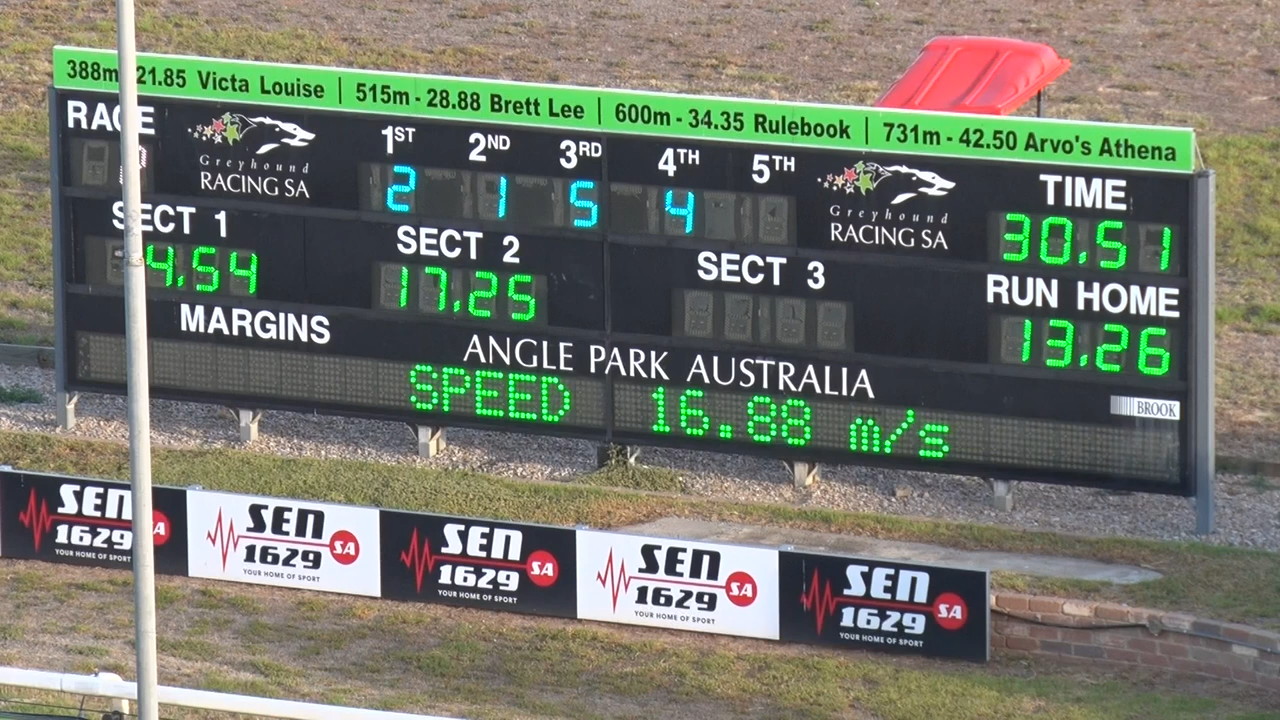 388m 21.85 Victa Louise | 515m - 28.88 Brett Lee | 600m - 34.35 Rulebook | 731m - 42.50 Arvo's Athena
RACE
Greyhound
RACING SA
1ST 2ND 3RD 4TH 5TH
2 1 5 4
Greyhound
RACING SA
TIME
30.51
SECT 1
4.54
SECT 2
17.25
SECT 3
RUN HOME
13.26
MARGINS
ANGLE PARK AUSTRALIA
SPEED 16.88 m/s
BROOK
SEN
1629 SA
YOUR HOME OF SPORT
SEN
1629 SA
YOUR HOME OF SPORT
SEN
1629 SA
YOUR HOME OF SPORT
SEN
1629 SA
YOUR HOME OF SPORT
SEN
1629 SA
YOUR HOME OF SPORT